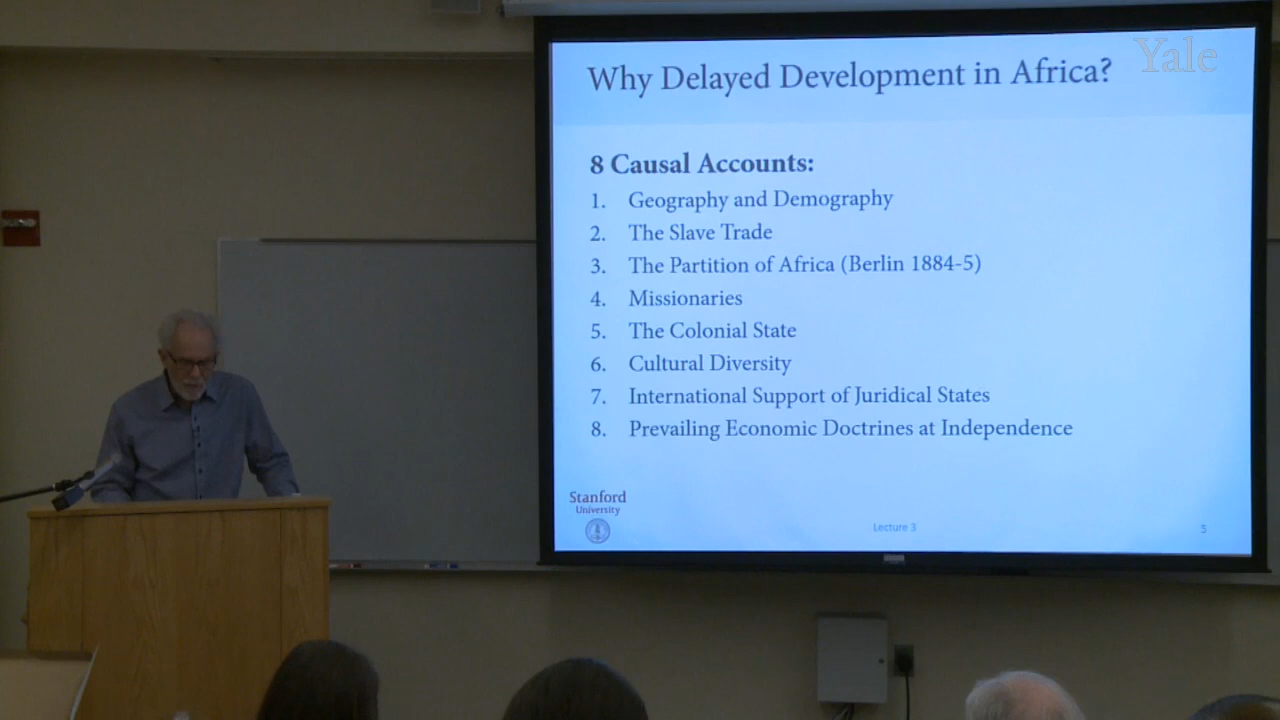 Yale
Why Delayed Development in Africa?
8 Causal Accounts:
1. Geography and Demography
2. The Slave Trade
3. The Partition of Africa (Berlin 1884-5)
4. Missionaries
5. The Colonial State
6. Cultural Diversity
7. International Support of Juridical States
8. Prevailing Economic Doctrines at Independence
Stanford
University
Lecture 3
5